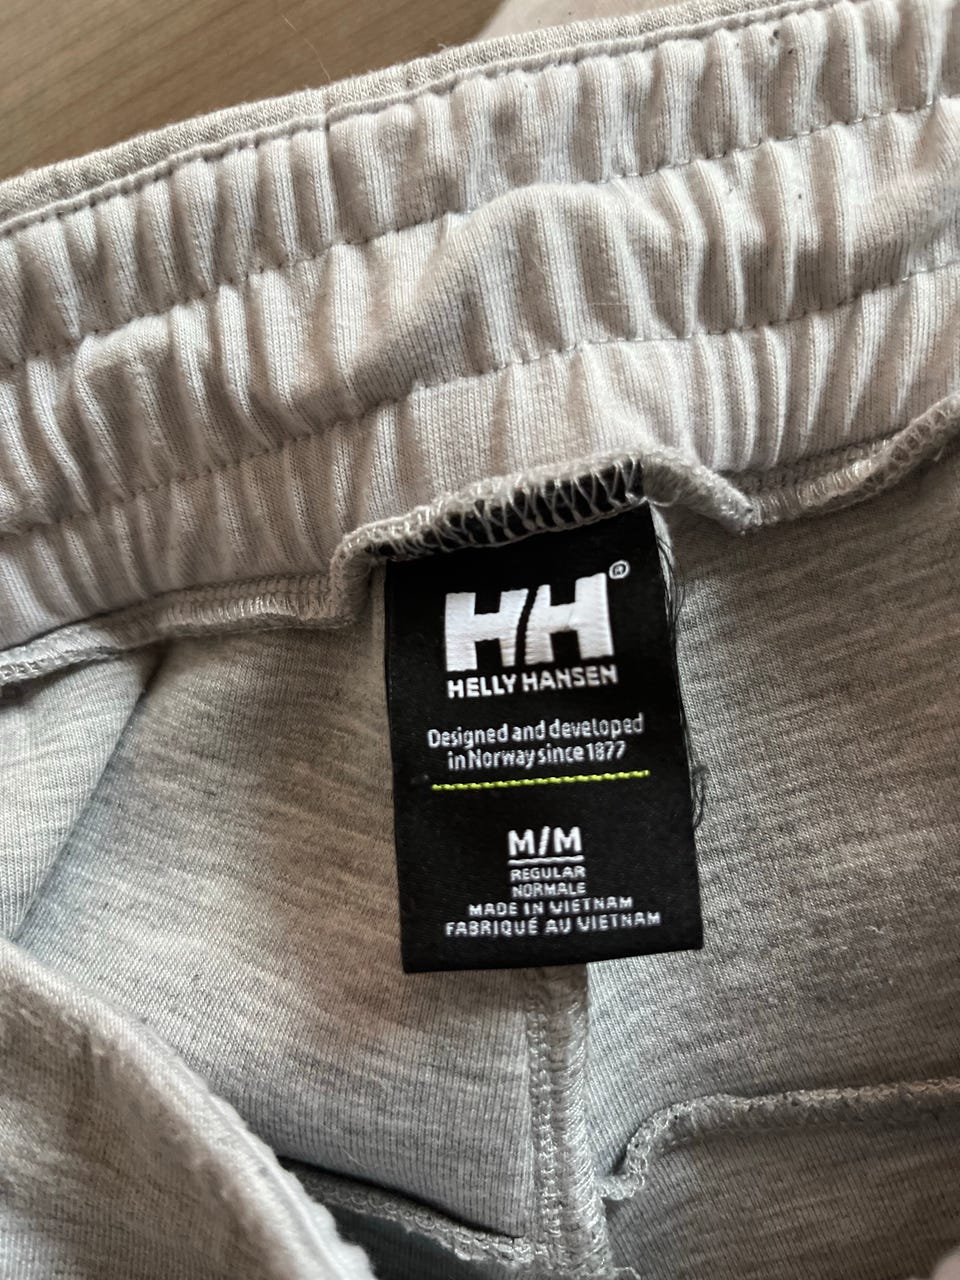 HH®
HELLY HANSEN
Designed and developed
in Norway since 1877
M/M
REGULAR
NORMALE
MADE IN VIETNAM
FABRIQUÉ AU VIETNAM